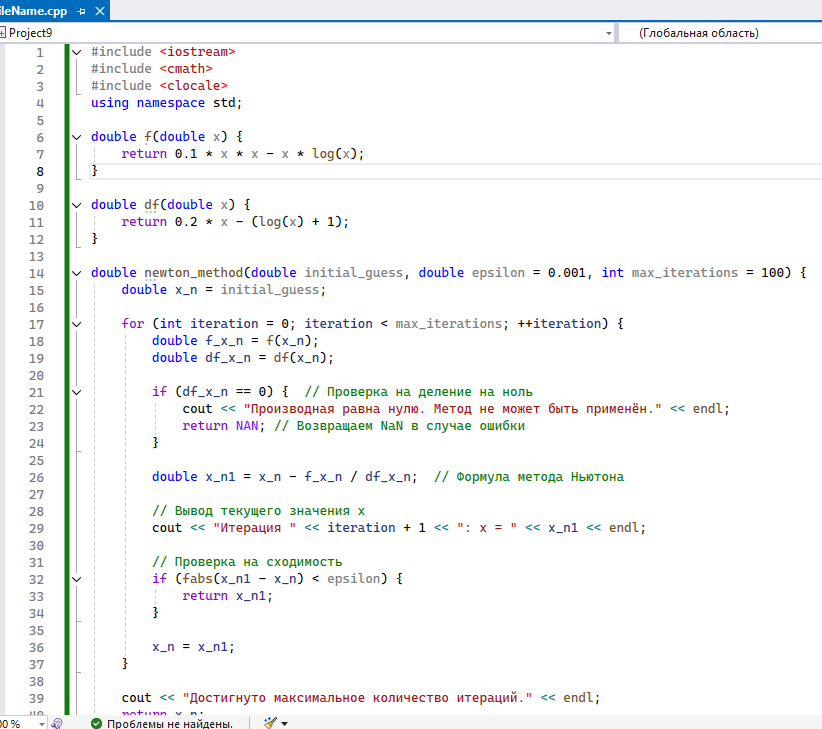 ileName.cpp
Project9
(Глобальная область)
1 #include <iostream>
2 #include <cmath>
3 #include <clocale>
4 using namespace std;
5
6 double f(double x) {
7 return 0.1 * x * x - x * log(x);
8 }
9
10 double df(double x) {
11 return 0.2 * x - (log(x) + 1);
12 }
13
14 double newton_method(double initial_guess, double epsilon = 0.001, int max_iterations = 100) {
15 double x_n = initial_guess;
16
17 for (int iteration = 0; iteration < max_iterations; ++iteration) {
18 double f_x_n = f(x_n);
19 double df_x_n = df(x_n);
20
21 if (df_x_n == 0) { // Проверка на деление на ноль
22 cout << "Производная равна нулю. Метод не может быть применён." << endl;
23 return NAN; // Возвращаем NaN в случае ошибки
24 }
25
26 double x_n1 = x_n - f_x_n / df_x_n; // Формула метода Ньютона
27
28 // Вывод текущего значения x
29 cout << "Итерация " << iteration + 1 << ": x = " << x_n1 << endl;
30
31 // Проверка на сходимость
32 if (fabs(x_n1 - x_n) < epsilon) {
33 return x_n1;
34 }
35
36 x_n = x_n1;
37 }
38
39 cout << "Достигнуто максимальное количество итераций." << endl;
40 return x_n;
00 % Проблемы не найдены.